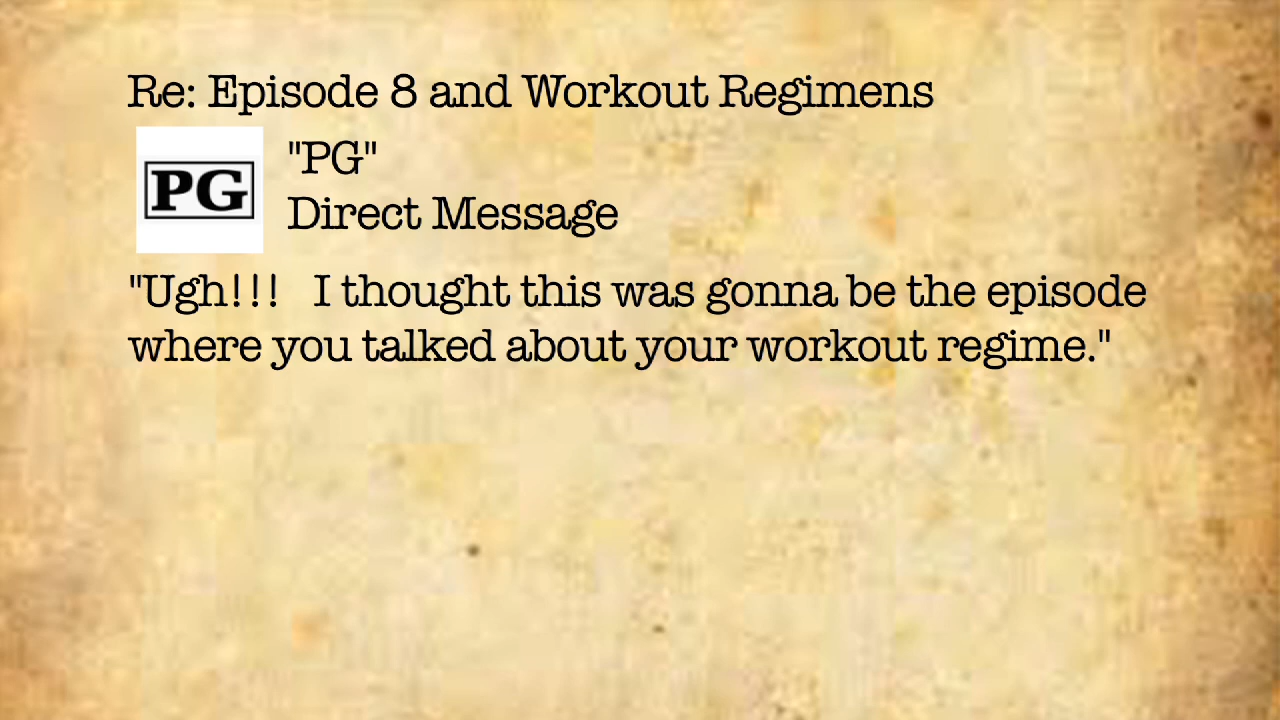 Re: Episode 8 and Workout Regimens
PG
"PG"
Direct Message
"Ugh!!!   I thought this was gonna be the episode
where you talked about your workout regime."